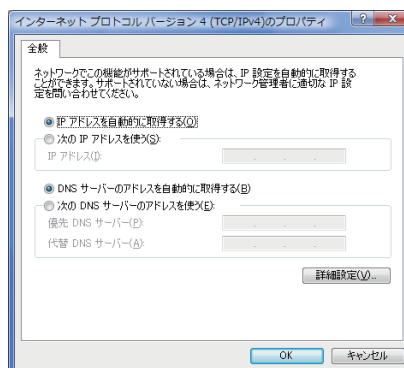 インターネット プロトコル バージョン 4 (TCP/IPv4)のプロパティ
全般
ネットワークでこの機能がサポートされている場合は、IP 設定を自動的に取得する
ことができます。サポートされていない場合は、ネットワーク管理者に適切な IP 設
定を問い合わせてください。
IP アドレスを自動的に取得する(O)
次の IP アドレスを使う(S):
IP アドレス(I):
DNS サーバーのアドレスを自動的に取得する(B)
次の DNS サーバーのアドレスを使う(E):
優先 DNS サーバー(P):
代替 DNS サーバー(A):
詳細設定(V)...
OK キャンセル